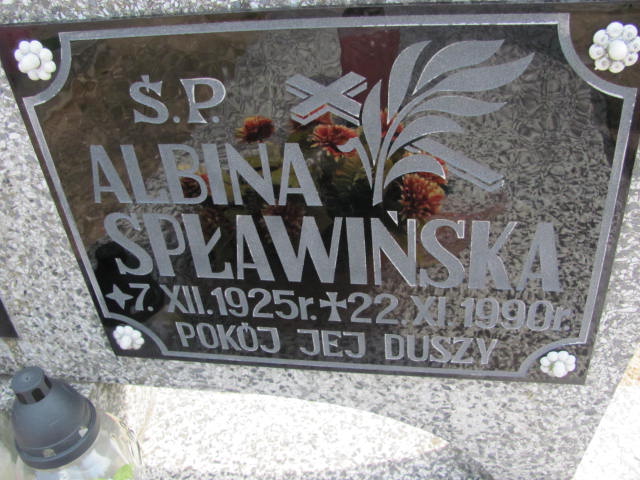 Ś.P.
ALBINA
SPŁAWIŃSKA
7. XII. 1925r. ✝ 22. XI 1990r.
POKÓJ JEJ DUSZY